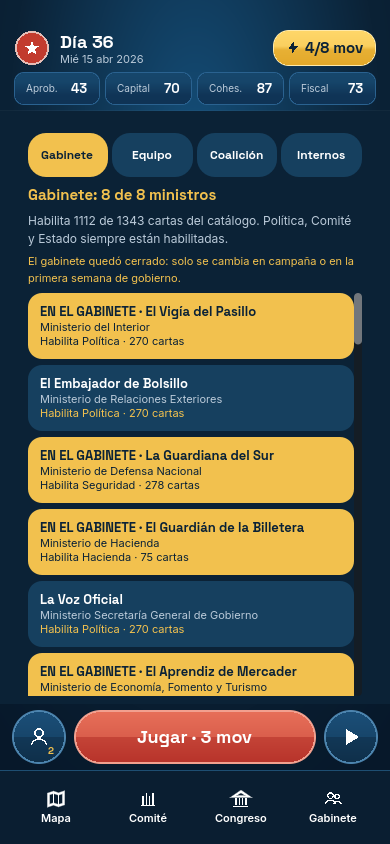 Día 36
Mié 15 abr 2026
4/8 mov
Aprob. 43
Capital 70
Cohes. 87
Fiscal 73
Gabinete
Equipo
Coalición
Internos
Gabinete: 8 de 8 ministros
Habilita 1112 de 1343 cartas del catálogo. Política, Comité
y Estado siempre están habilitadas.
El gabinete quedó cerrado: solo se cambia en campaña o en la
primera semana de gobierno.
EN EL GABINETE · El Vigía del Pasillo
Ministerio del Interior
Habilita Política · 270 cartas
El Embajador de Bolsillo
Ministerio de Relaciones Exteriores
Habilita Política · 270 cartas
EN EL GABINETE · La Guardiana del Sur
Ministerio de Defensa Nacional
Habilita Seguridad · 278 cartas
EN EL GABINETE · El Guardián de la Billetera
Ministerio de Hacienda
Habilita Hacienda · 75 cartas
La Voz Oficial
Ministerio Secretaría General de Gobierno
Habilita Política · 270 cartas
EN EL GABINETE · El Aprendiz de Mercader
Ministerio de Economía, Fomento y Turismo
2
Jugar · 3 mov
Mapa
Comité
Congreso
Gabinete